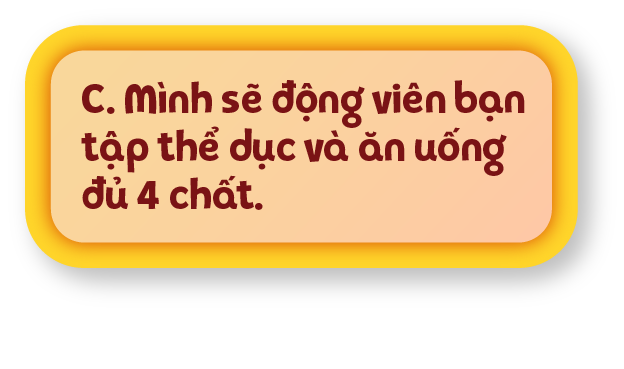 C. Mình sẽ động viên bạn
tập thể dục và ăn uống
đủ 4 chất.